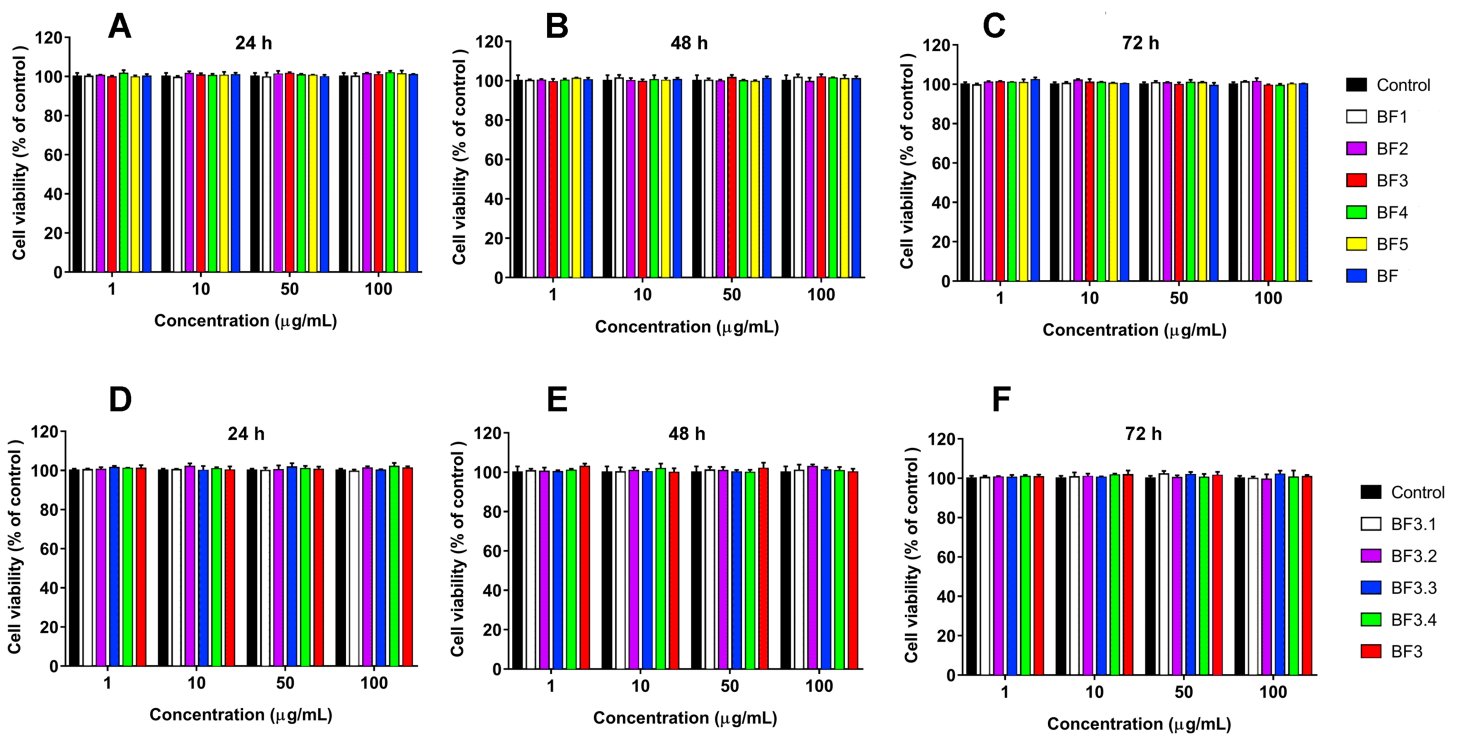 A
24 h
Cell viability (% of control )
120
100
80
60
40
20
0
1 10 50 100
Concentration (μg/mL)
B
48 h
Cell viability (% of control )
120
100
80
60
40
20
0
1 10 50 100
Concentration (μg/mL)
C
72 h
Cell viability (% of control )
120
100
80
60
40
20
0
1 10 50 100
Concentration (μg/mL)
Control
BF1
BF2
BF3
BF4
BF5
BF
D
24 h
Cell viability (% of control )
120
100
80
60
40
20
0
1 10 50 100
Concentration (μg/mL)
E
48 h
Cell viability (% of control )
120
100
80
60
40
20
0
1 10 50 100
Concentration (μg/mL)
F
72 h
Cell viability (% of control )
120
100
80
60
40
20
0
1 10 50 100
Concentration (μg/mL)
Control
BF3.1
BF3.2
BF3.3
BF3.4
BF3